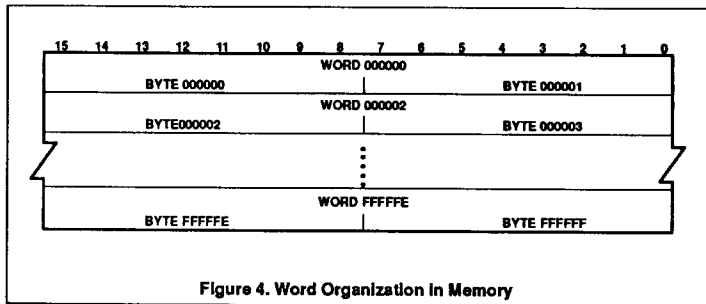 15 14 13 12 11 10 9 8 7 6 5 4 3 2 1 0
WORD 000000
BYTE 000000 BYTE 000001
WORD 000002
BYTE000002 BYTE 000003
WORD FFFFFE
BYTE FFFFFE BYTE FFFFFF
Figure 4. Word Organization in Memory